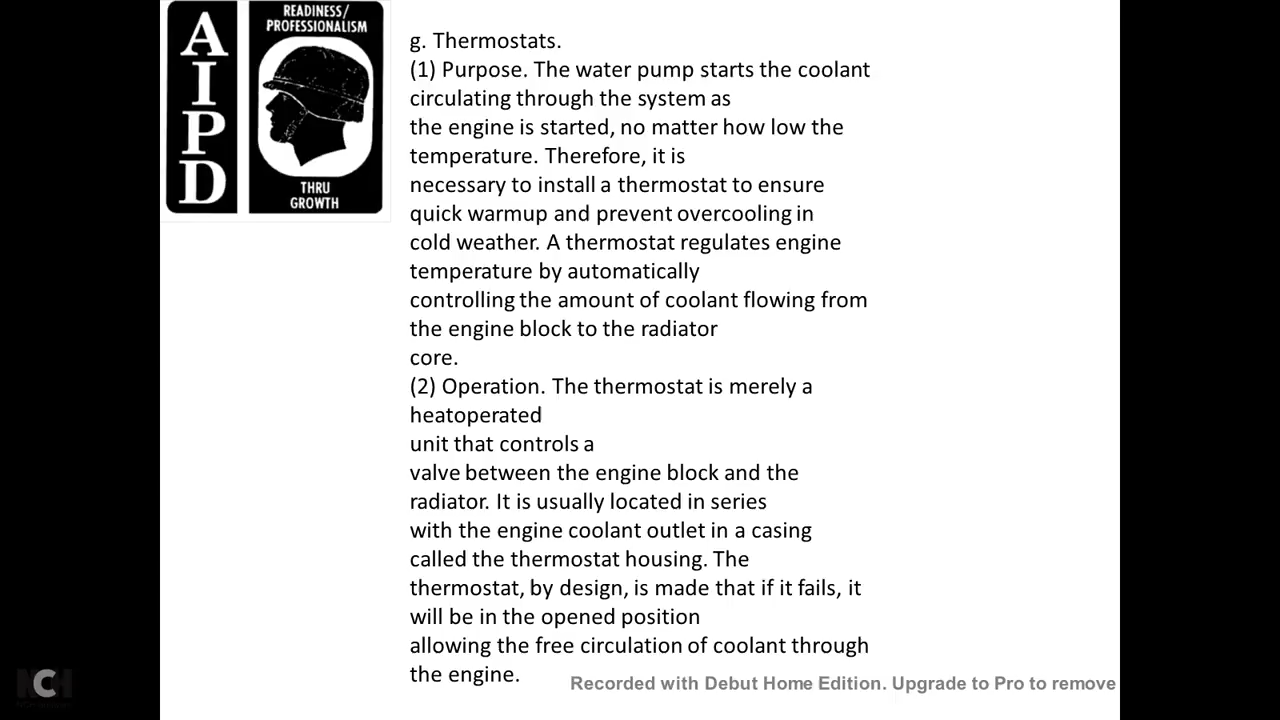 AIPD
READINESS/
PROFESSIONALISM
THRU
GROWTH
g. Thermostats.
(1) Purpose. The water pump starts the coolant
circulating through the system as
the engine is started, no matter how low the
temperature. Therefore, it is
necessary to install a thermostat to ensure
quick warmup and prevent overcooling in
cold weather. A thermostat regulates engine
temperature by automatically
controlling the amount of coolant flowing from
the engine block to the radiator
core.
(2) Operation. The thermostat is merely a
heatoperated
unit that controls a
valve between the engine block and the
radiator. It is usually located in series
with the engine coolant outlet in a casing
called the thermostat housing. The
thermostat, by design, is made that if it fails, it
will be in the opened position
allowing the free circulation of coolant through
the engine.
NCH
Recorded with Debut Home Edition. Upgrade to Pro to remove